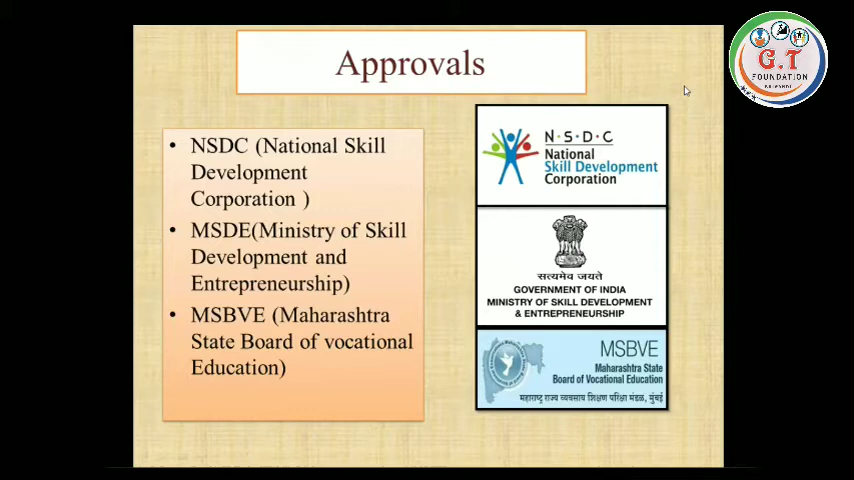 Approvals
G.T
FOUNDATION
• NSDC (National Skill
Development
Corporation )
• MSDE(Ministry of Skill
Development and
Entrepreneurship)
• MSBVE (Maharashtra
State Board of vocational
Education)
N·S·D·C
National
Skill Development
Corporation
सत्यमेव जयते
GOVERNMENT OF INDIA
MINISTRY OF SKILL DEVELOPMENT
& ENTREPRENEURSHIP
MSBVE
Maharashtra State
Board of Vocational Education
महाराष्ट्र राज्य व्यवसाय शिक्षण परिक्षा मंडळ, मुंबई